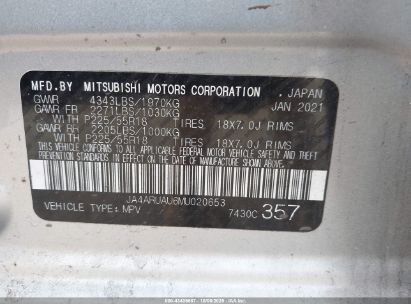 MFD.BY MITSUBISHI MOTORS CORPORATION , JAPAN
GVWR 4343LBS/1970KG JAN 2021
GAWR FR 2271LBS/1030KG
WITH P225/55R18 TIRES 18X7.0J RIMS
GAWR RR 2205LBS/1000KG
WITH P225/55R18 TIRES 18X7.0J RIMS
THIS VEHICLE CONFORMS TO ALL APPLICABLE FEDERAL
MOTOR VEHICLE SAFETY, BUMPER, AND THEFT PREVENTION
STANDARDS IN EFFECT ON THE DATE OF MANUFACTURE
SHOWN ABOVE.
JA4ARUAU8MU020653
VEHICLE TYPE: MPV 7430C 357